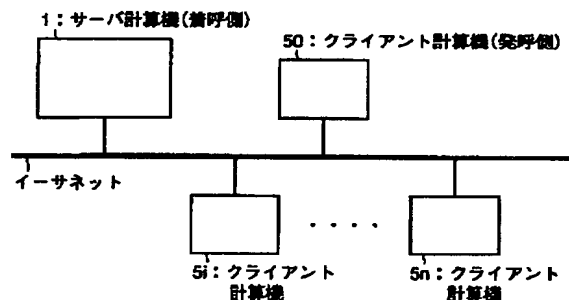 1：サーバ計算機(着呼側)
50：クライアント計算機(発呼側)
イーサネット
5i：クライアント
計算機
・・・・
5n：クライアント
計算機